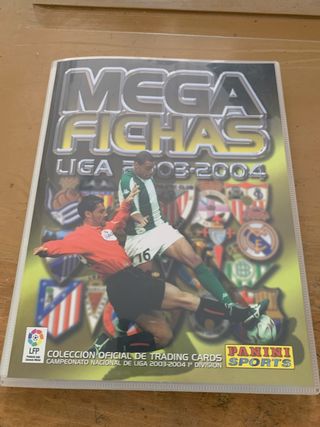 MEGA
FICHAS
LIGA 2003-2004
16
LFP
COLECCIÓN OFICIAL DE TRADING CARDS
CAMPEONATO NACIONAL DE LIGA 2003-2004 1ª DIVISIÓN
PANINI
SPORTS